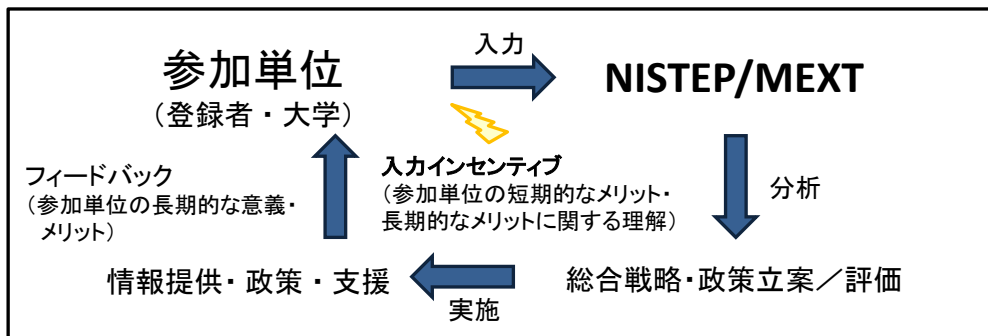 入力
参加単位
NISTEP/MEXT
（登録者・大学）
フィードバック
（参加単位の長期的な意義・
メリット）
入力インセンティブ
（参加単位の短期的なメリット・
長期的なメリットに関する理解）
分析
情報提供・政策・支援
実施
総合戦略・政策立案／評価